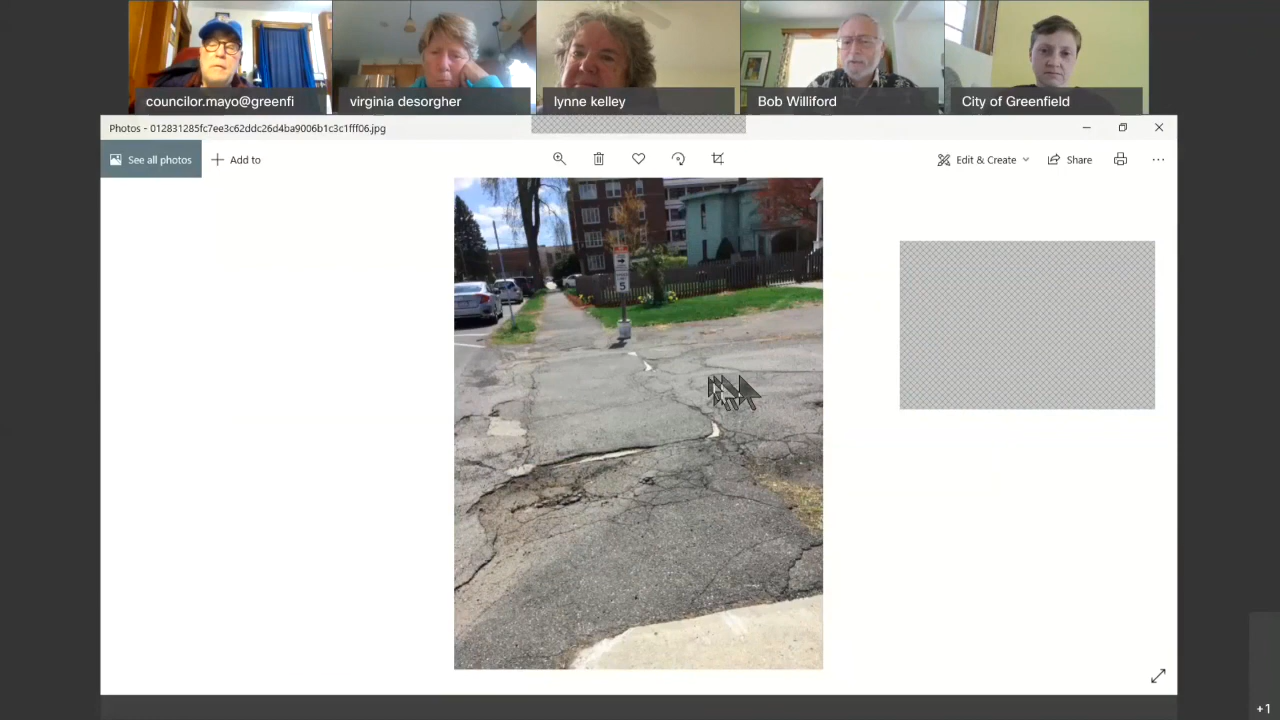 councilor.mayo@greenfi
virginia desorgher
lynne kelley
Bob Williford
City of Greenfield
Photos - 012831285fc7ee3c62ddc26d4ba9006b1c3c1fff06.jpg
See all photos
Add to
Edit & Create
Share
5
+1